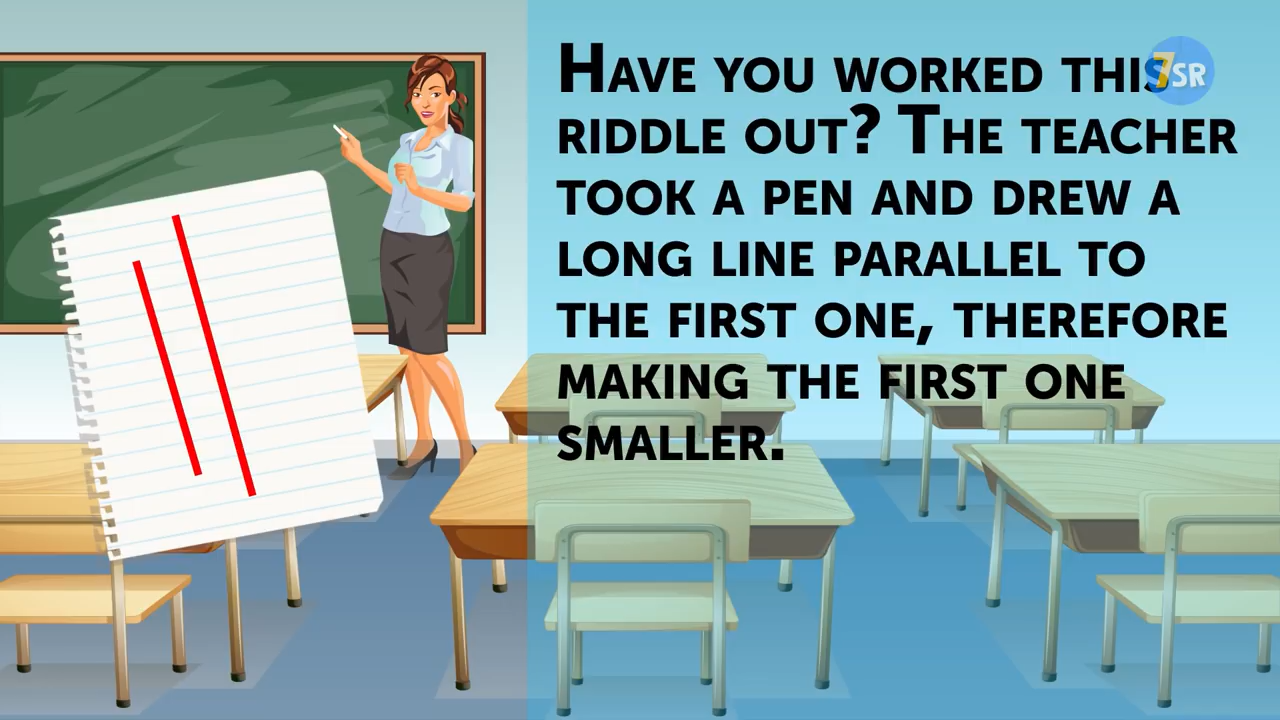 HAVE YOU WORKED THIS
RIDDLE OUT? THE TEACHER
TOOK A PEN AND DREW A
LONG LINE PARALLEL TO
THE FIRST ONE, THEREFORE
MAKING THE FIRST ONE
SMALLER.
7SR